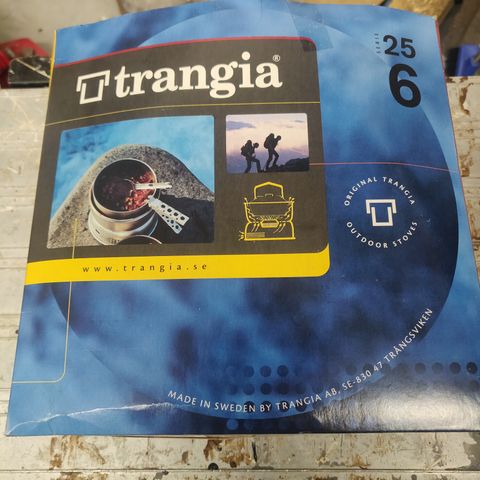 trangia®
SERIE 25
6
ORIGINAL TRANGIA
OUTDOOR STOVES
www.trangia.se
MADE IN SWEDEN BY TRANGIA AB, SE-830 47 TRÅNGSVIKEN